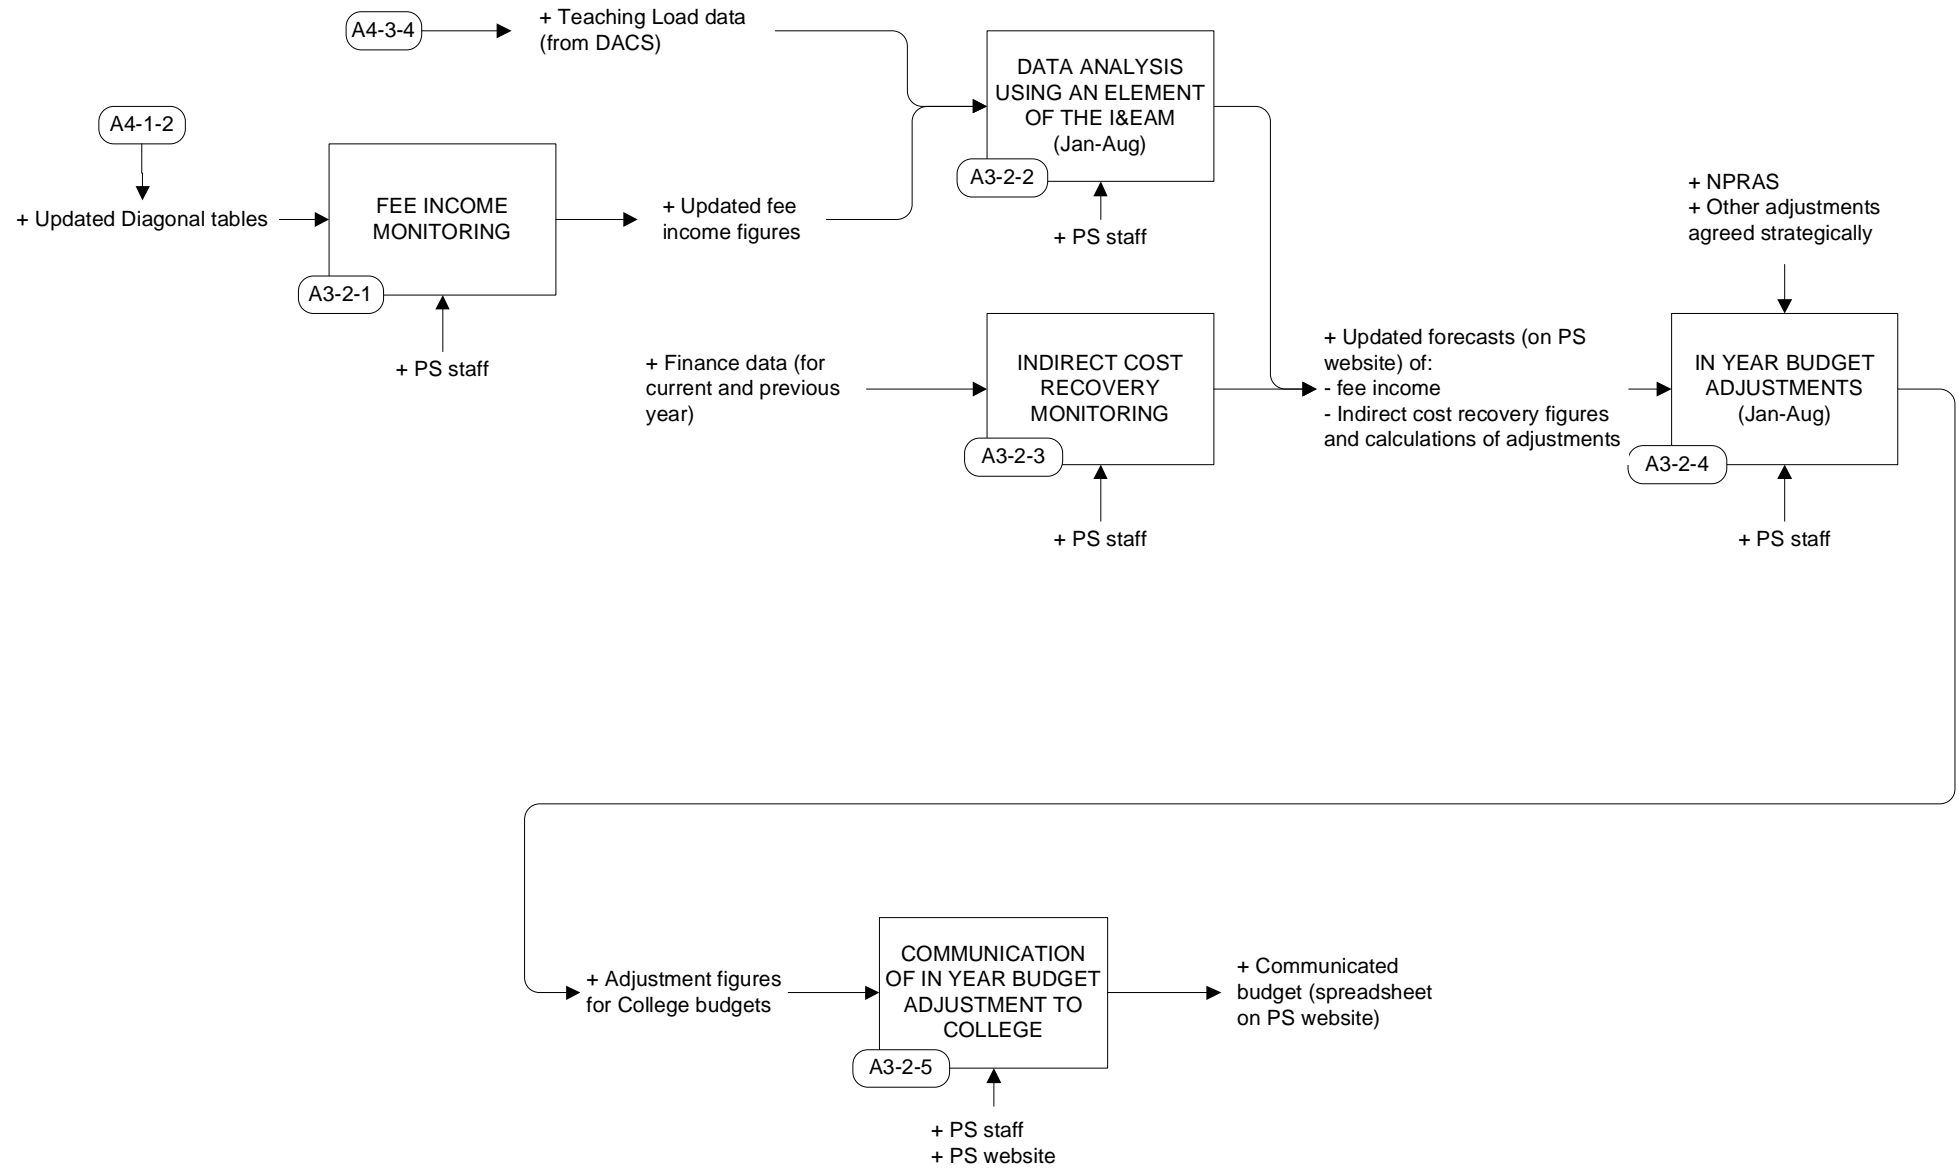 A4-3-4
+ Teaching Load data
(from DACS)
DATA ANALYSIS
USING AN ELEMENT
OF THE I&EAM
(Jan-Aug)
A3-2-2
+ PS staff
A4-1-2
+ Updated Diagonal tables
FEE INCOME
MONITORING
A3-2-1
+ PS staff
+ Updated fee
income figures
+ Finance data (for
current and previous
year)
INDIRECT COST
RECOVERY
MONITORING
A3-2-3
+ PS staff
+ Updated forecasts (on PS
website) of:
- fee income
- Indirect cost recovery figures
and calculations of adjustments
+ NPRAS
+ Other adjustments
agreed strategically
IN YEAR BUDGET
ADJUSTMENTS
(Jan-Aug)
A3-2-4
+ PS staff
+ Adjustment figures
for College budgets
COMMUNICATION
OF IN YEAR BUDGET
ADJUSTMENT TO
COLLEGE
A3-2-5
+ PS staff
+ PS website
+ Communicated
budget (spreadsheet
on PS website)